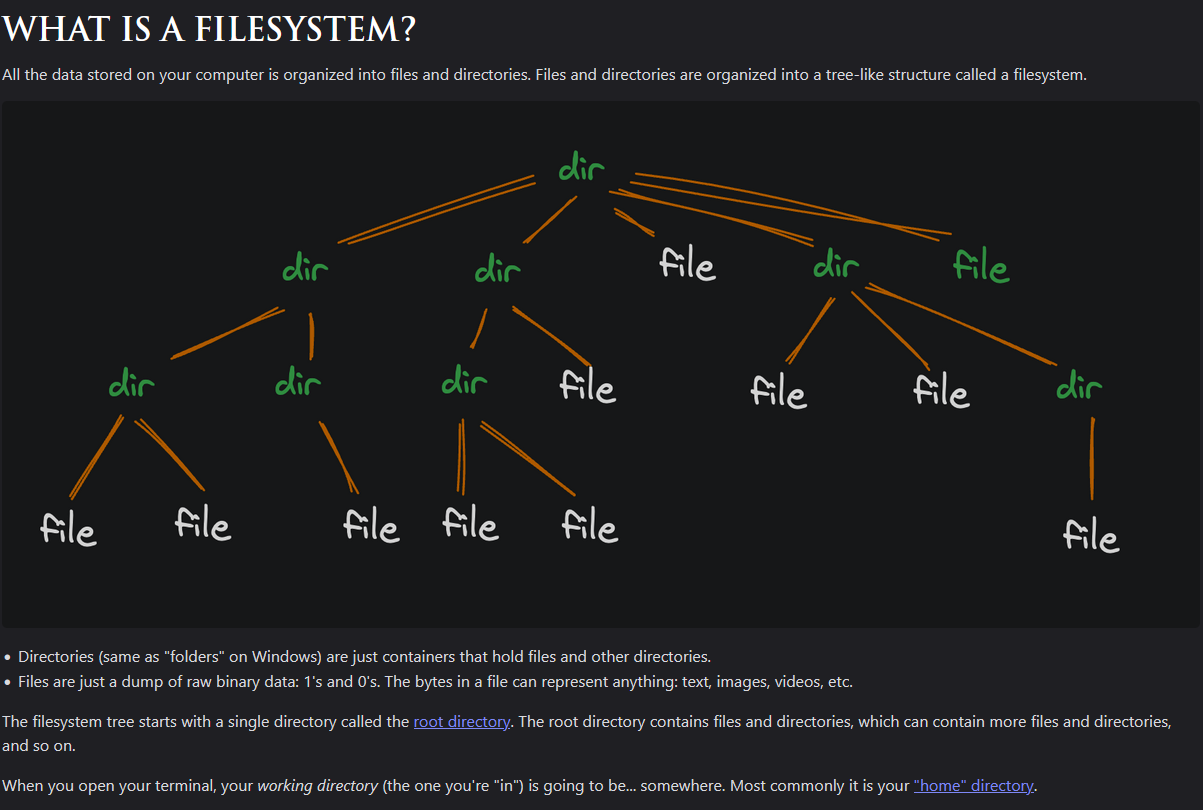 WHAT IS A FILESYSTEM?
All the data stored on your computer is organized into files and directories. Files and directories are organized into a tree-like structure called a filesystem.
dir
dir dir file dir file
dir dir dir file file file dir
file file file file file file
• Directories (same as "folders" on Windows) are just containers that hold files and other directories.
• Files are just a dump of raw binary data: 1's and 0's. The bytes in a file can represent anything: text, images, videos, etc.
The filesystem tree starts with a single directory called the root directory. The root directory contains files and directories, which can contain more files and directories,
and so on.
When you open your terminal, your working directory (the one you're "in") is going to be... somewhere. Most commonly it is your "home" directory.